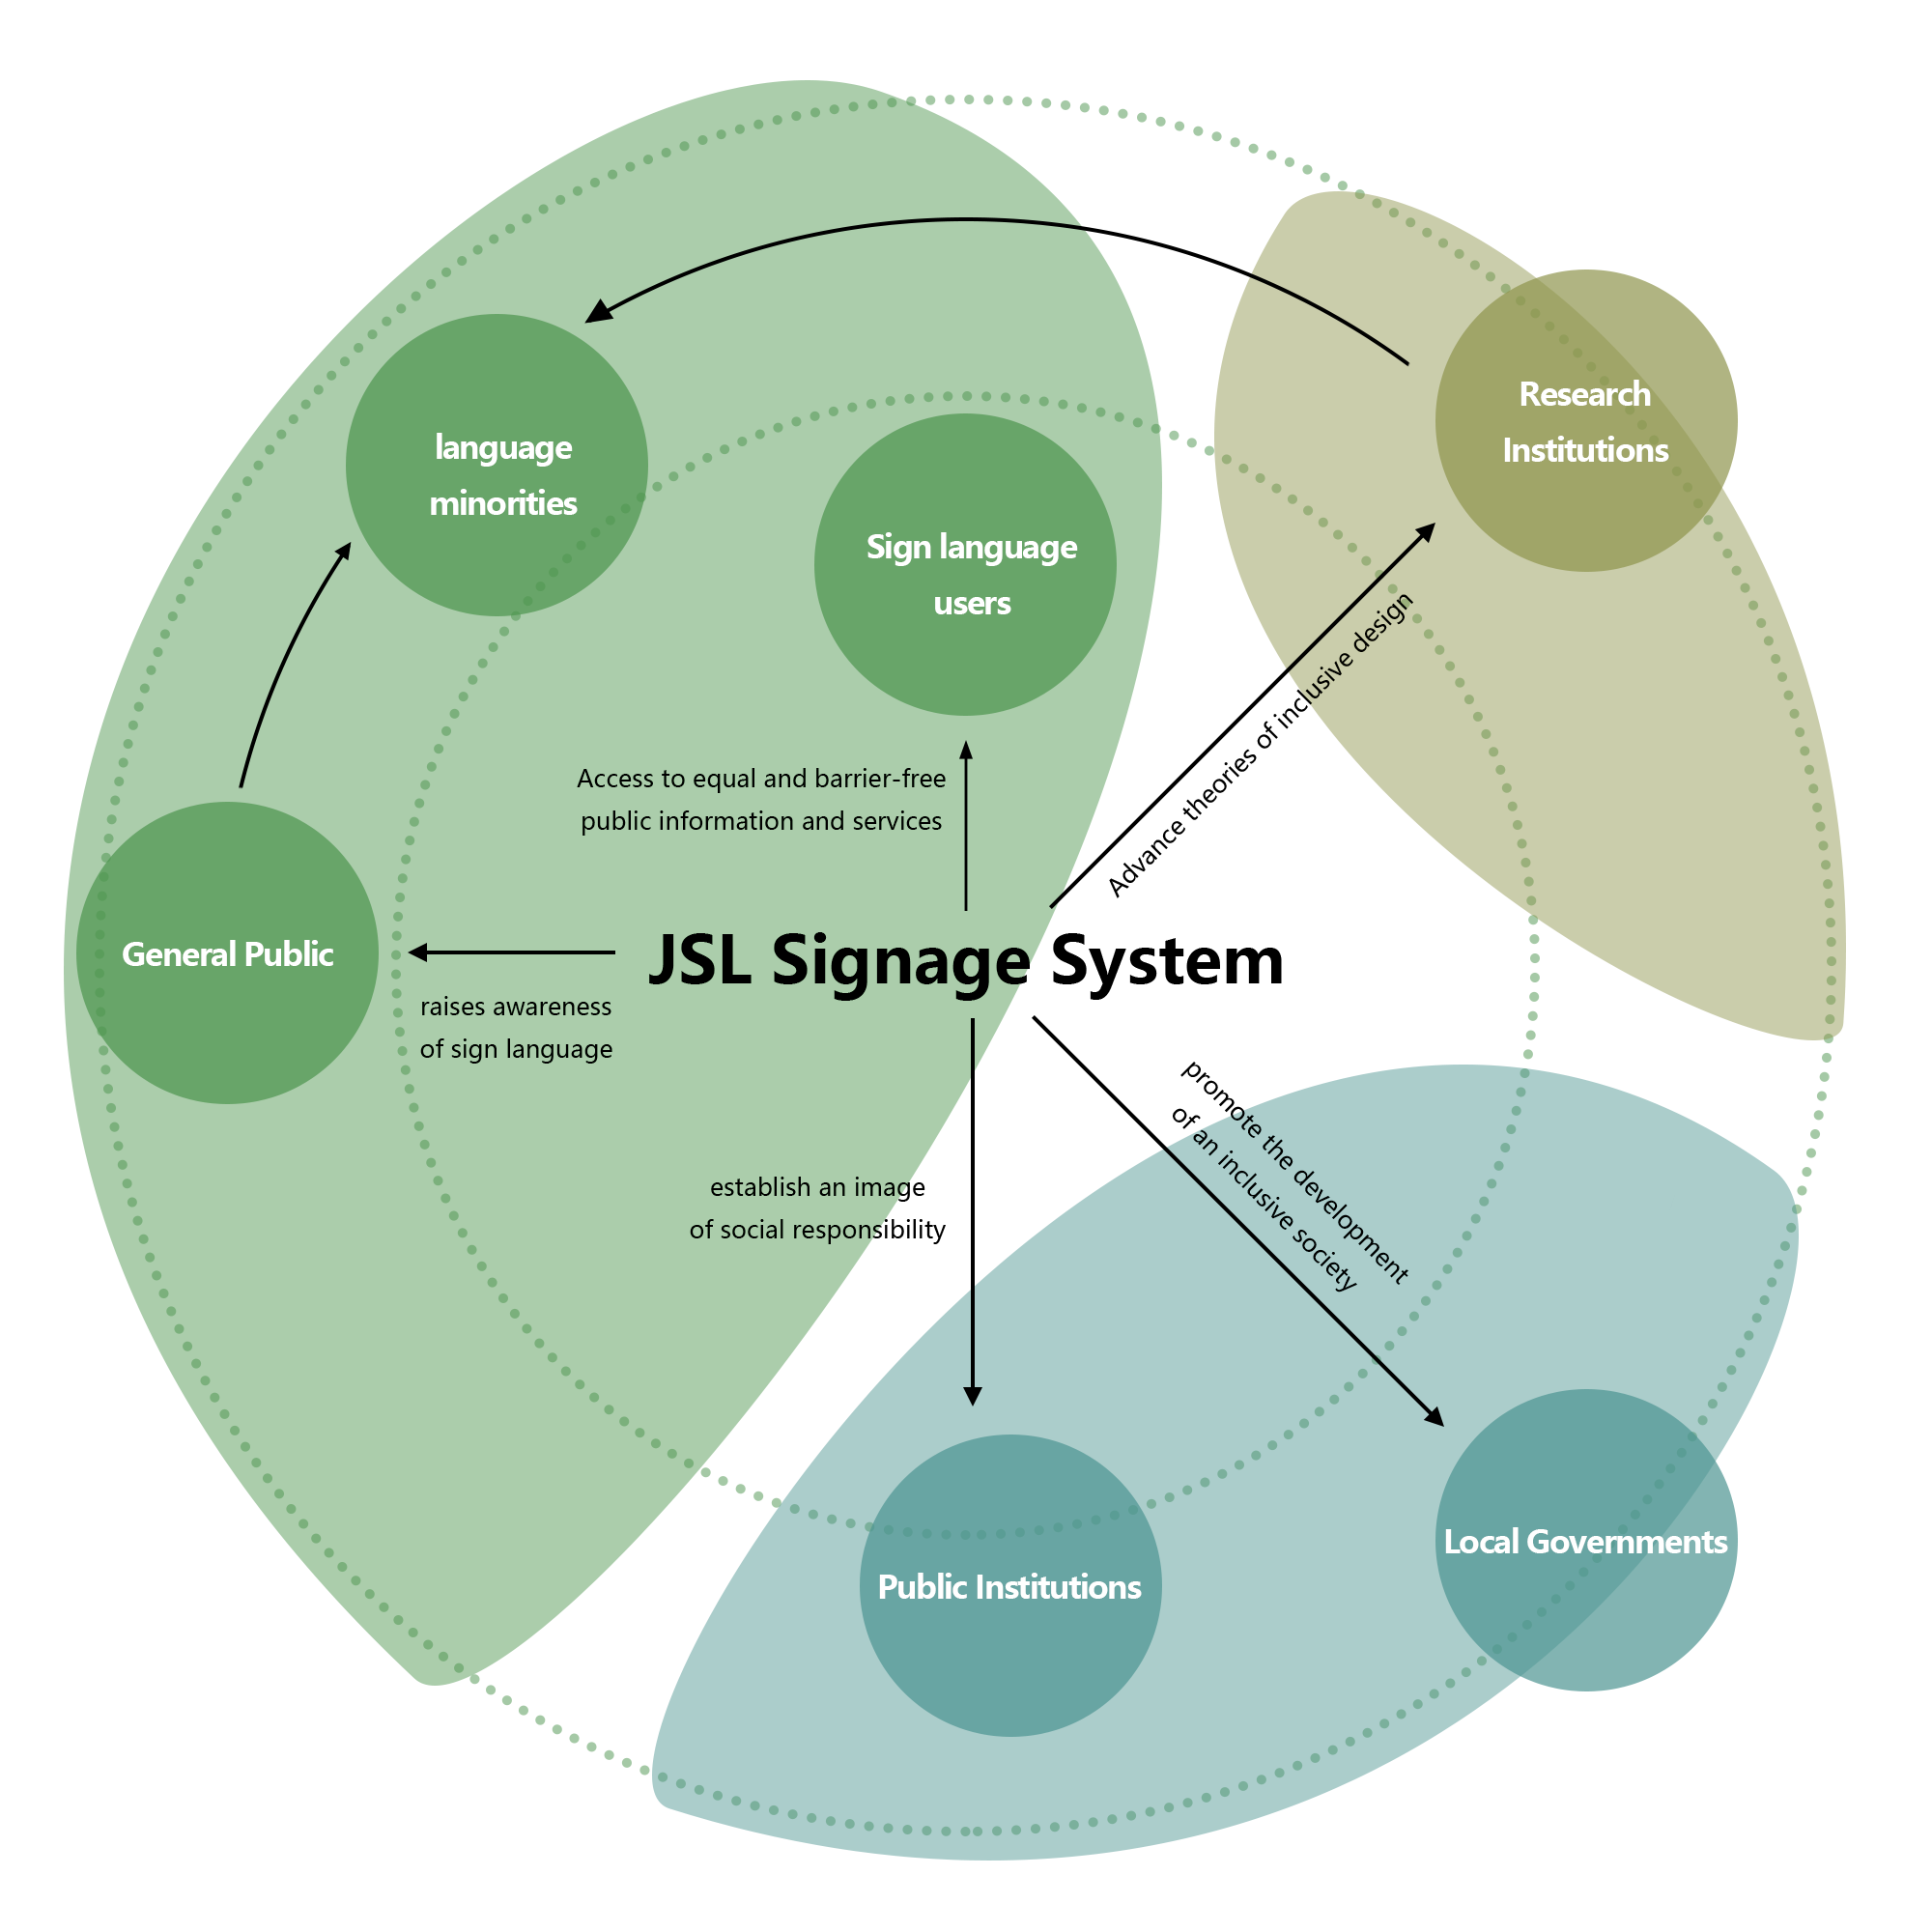 language
minorities
Sign language
users
Research
Institutions
General Public
Access to equal and barrier-free
public information and services
Advance theories of inclusive design
JSL Signage System
raises awareness
of sign language
establish an image
of social responsibility
promote the development
of an inclusive society
Public Institutions
Local Governments